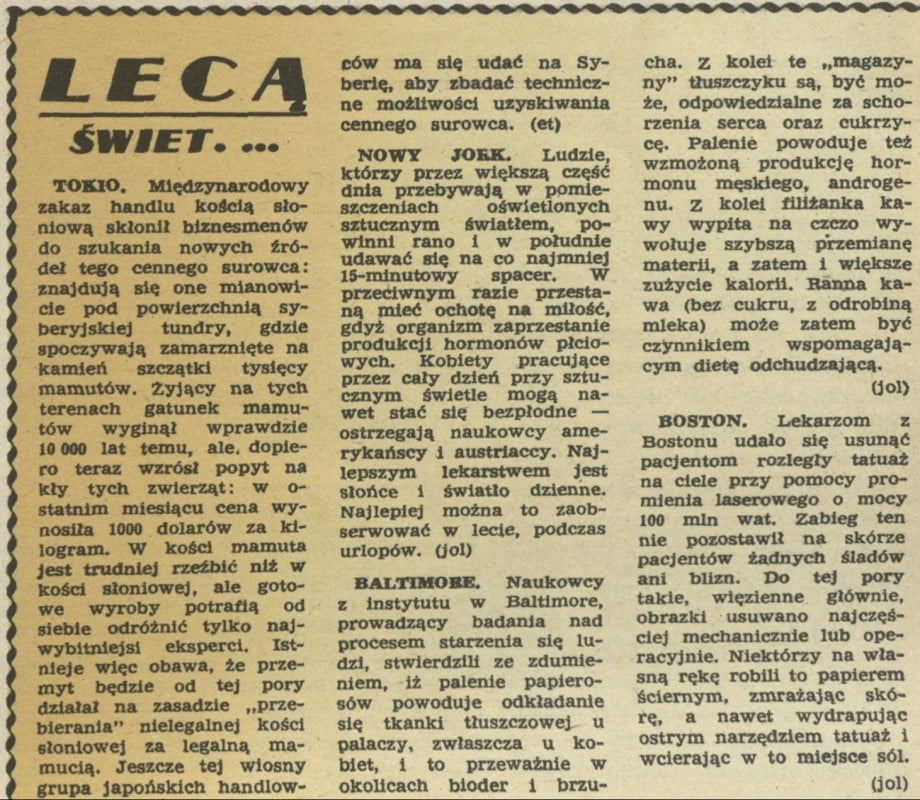 LECĄ
z
ŚWIET. ...
TOKIO. Międzynarodowy
zakaz handlu kością sło-
niową skłonił biznesmenów
do szukania nowych źró-
deł tego cennego surowca:
znajdują się one mianowi-
cie pod powierzchnią sy-
beryjskiej tundry, gdzie
spoczywają zamarznięte na
kamień szczątki tysięcy
mamutów. Żyjący na tych
terenach gatunek mamu-
tów wyginął wprawdzie
10 000 lat temu, ale. dopie-
ro teraz wzrósł popyt na
kły tych zwierząt: w o-
statnim miesiącu cena wy-
nosiła 1000 dolarów za ki-
logram. W kości mamuta
jest trudniej rzeźbić niż w
kości słoniowej, ale goto-
we wyroby potrafią od
siebie odróżnić tylko naj-
wybitniejsi eksperci. Ist-
nieje więc obawa, że prze-
myt będzie od tej pory
działał na zasadzie „prze-
bierania” nielegalnej kości
słoniowej za legalną ma-
mucią. Jeszcze tej wiosny
grupa japońskich handlow-
ców ma się udać na Sy-
berię, aby zbadać technicz-
ne możliwości uzyskiwania
cennego surowca. (et)
NOWY JORK. Ludzie,
którzy przez większą część
dnia przebywają w pomie-
szczeniach oświetlonych
sztucznym światłem, po-
winni rano i w południe
udawać się na co najmniej
15-minutowy spacer. W
przeciwnym razie przesta-
ną mieć ochotę na miłość,
gdyż organizm zaprzestanie
produkcji hormonów płcio-
wych. Kobiety pracujące
przez cały dzień przy sztu-
cznym świetle mogą na-
wet stać się bezpłodne —
ostrzegają naukowcy ame-
rykańscy i austriaccy. Naj-
lepszym lekarstwem jest
słońce i światło dzienne.
Najlepiej można to zaob-
serwować w lecie, podczas
urlopów. (jol)
BALTIMORE. Naukowcy
z instytutu w Baltimore,
prowadzący badania nad
procesem starzenia się lu-
dzi, stwierdzili ze zdumie-
niem, iż palenie papiero-
sów powoduje odkładanie
się tkanki tłuszczowej u
palaczy, zwłaszcza u ko-
biet, i to przeważnie w
okolicach bioder i brzu-
cha. Z kolei te „magazy-
ny” tłuszczyku są, być mo-
że, odpowiedzialne za scho-
rzenia serca oraz cukrzy-
cę. Palenie powoduje też
wzmożoną produkcję hor-
monu męskiego, androge-
nu. Z kolei filiżanka ka-
wy wypita na czczo wy-
wołuje szybszą przemianę
materii, a zatem i większe
zużycie kalorii. Ranna ka-
wa (bez cukru, z odrobiną
mleka) może zatem być
czynnikiem wspomagają-
cym dietę odchudzającą.
(jol)
BOSTON. Lekarzom z
Bostonu udało się usunąć
pacjentom rozległy tatuaż
na ciele przy pomocy pro-
mienia laserowego o mocy
100 mln wat. Zabieg ten
nie pozostawił na skórze
pacjentów żadnych śladów
ani blizn. Do tej pory
takie, więzienne głównie,
obrazki usuwano najczęś-
ciej mechanicznie lub ope-
racyjnie. Niektórzy na wła-
sną rękę robili to papierem
ściernym, zmrażając skó-
rę, a nawet wydrapując
ostrym narzędziem tatuaż i
wcierając w to miejsce sól.
(jol)